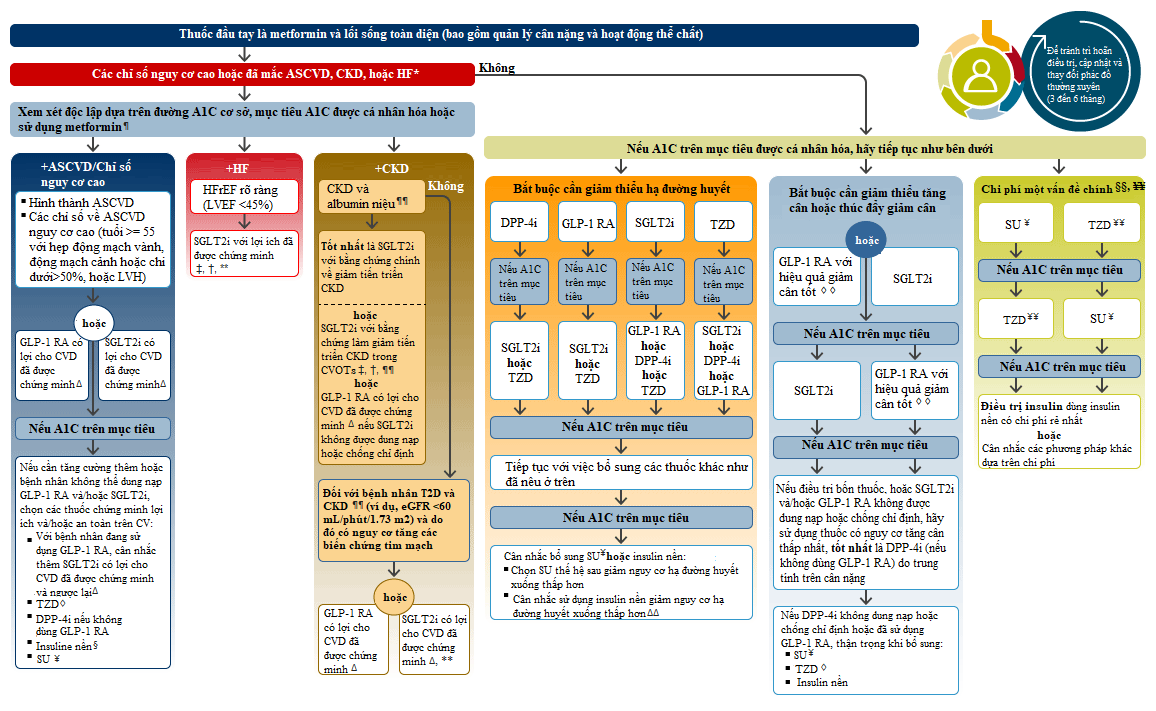 Thuốc đầu tay là metformin và lối sống toàn diện (bao gồm quản lý cân nặng và hoạt động thể chất)
Để tránh trì hoãn
điều trị, cập nhật và
thay đổi phác đồ
thường xuyên
(3 đến 6 tháng)
Các chỉ số nguy cơ cao hoặc đã mắc ASCVD, CKD, hoặc HF*
Không
Xem xét độc lập dựa trên đường A1C cơ sở, mục tiêu A1C được cá nhân hóa hoặc
sử dụng metformin¶
+ASCVD/Chỉ số
nguy cơ cao
▪ Hình thành ASCVD
▪ Các chỉ số về ASCVD
nguy cơ cao (tuổi >= 55
với hẹp động mạch vành,
động mạch cảnh hoặc chi
dưới>50%, hoặc LVH)
hoặc
GLP-1 RA có
lợi cho CVD
đã được
chứng minh Δ
SGLT2i có lợi
cho CVD đã
được chứng
minh Δ
Nếu A1C trên mục tiêu
Nếu cần tăng cường thêm hoặc
bệnh nhân không thể dung nạp
GLP-1 RA và/hoặc SGLT2i,
chọn các thuốc chứng minh lợi
ích và/hoặc an toàn trên CV:
▪ Với bệnh nhân đang sử
dụng GLP-1 RA, cân nhắc
thêm SGLT2i có lợi cho
CVD đã được chứng minh
và ngược lại Δ
▪ TZD ◊
▪ DPP-4i nếu không
dùng GLP-1 RA
▪ Insuline nền §
▪ SU ¥
+HF
HFrEF rõ ràng
(LVEF <45%)
SGLT2i với lợi ích đã
được chứng minh
‡, †, **
+CKD
CKD và
albumin niệu ¶¶
Không
Tốt nhất là SGLT2i
với bằng chứng chính
về giảm tiến triển
CKD
hoặc
SGLT2i với bằng
chứng làm giảm tiến
triển CKD trong
CVOTs ‡, †, ¶¶
hoặc
GLP-1 RA có lợi cho
CVD đã được chứng
minh Δ nếu SGLT2i
không được dung nạp
hoặc chống chỉ định
Đối với bệnh nhân T2D và
CKD ¶¶ (ví dụ, eGFR <60
mL/phút/1.73 m2) và do
đó có nguy cơ tăng các
biến chứng tim mạch
hoặc
GLP-1 RA
có lợi cho
CVD đã
được chứng
minh Δ
SGLT2i có lợi
cho CVD đã
được chứng
minh Δ, **
Nếu A1C trên mục tiêu được cá nhân hóa, hãy tiếp tục như bên dưới
Bắt buộc cần giảm thiểu hạ đường huyết
DPP-4i
GLP-1 RA
SGLT2i
TZD
Nếu A1C
trên mục
tiêu
Nếu A1C
trên mục
tiêu
Nếu A1C
trên mục
tiêu
Nếu A1C
trên mục
tiêu
SGLT2i
hoặc
TZD
SGLT2i
hoặc
TZD
GLP-1 RA
hoặc
DPP-4i
hoặc
TZD
SGLT2i
hoặc
DPP-4i
hoặc
GLP-1 RA
Nếu A1C trên mục tiêu
Tiếp tục với việc bổ sung các thuốc khác như
đã nêu ở trên
Nếu A1C trên mục tiêu
Cân nhắc bổ sung SU¥hoặc insulin nền:
▪ Chọn SU thế hệ sau giảm nguy cơ hạ đường huyết
xuống thấp hơn
▪ Cân nhắc sử dụng insulin nền giảm nguy cơ hạ
đường huyết xuống thấp hơn ΔΔ
Bắt buộc cần giảm thiểu tăng
cân hoặc thúc đẩy giảm cân
hoặc
GLP-1 RA với
hiệu quả giảm
cân tốt ◊ ◊
SGLT2i
Nếu A1C trên mục tiêu
SGLT2i
GLP-1 RA với
hiệu quả giảm
cân tốt ◊ ◊
Nếu A1C trên mục tiêu
Nếu điều trị bốn thuốc, hoặc SGLT2i
và/hoặc GLP-1 RA không được
dung nạp hoặc chống chỉ định, hãy
sử dụng thuốc có nguy cơ tăng cân
thấp nhất, tốt nhất là DPP-4i (nếu
không dùng GLP-1 RA) do trung
tính trên cân nặng
Nếu DPP-4i không dung nạp hoặc
chống chỉ định hoặc đã sử dụng
GLP-1 RA, thận trọng khi bổ sung:
▪ SU¥
▪ TZD ◊
▪ Insulin nền
Chi phí một vấn đề chính §§, ¥¥
SU ¥
TZD ¥¥
Nếu A1C trên mục tiêu
TZD¥¥
SU ¥
Nếu A1C trên mục tiêu
Điều trị insulin dùng insulin
nền có chi phí rẻ nhất
hoặc
Cân nhắc các phương pháp khác
dựa trên chi phí